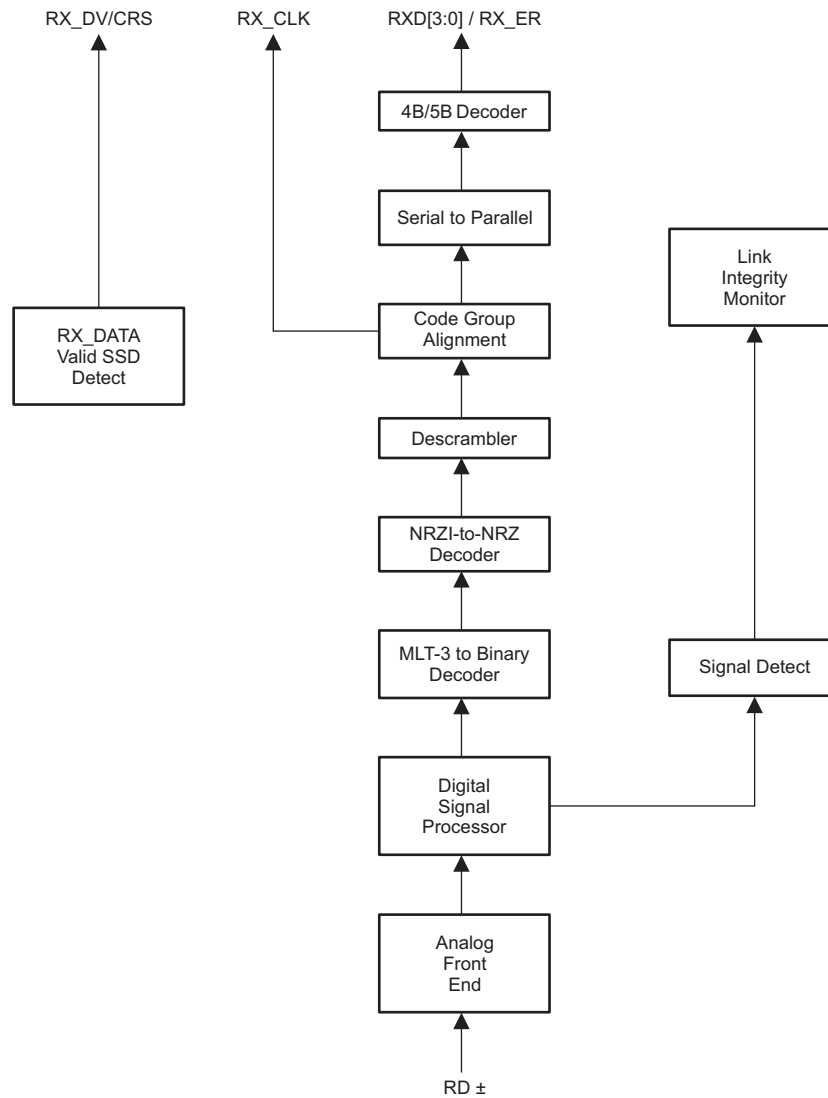 RX_DV/CRS
RX_CLK
RXD[3:0] / RX_ER
4B/5B Decoder
Serial to Parallel
Link
Integrity
Monitor
RX_DATA
Valid SSD
Detect
Code Group
Alignment
Descrambler
NRZI-to-NRZ
Decoder
MLT-3 to Binary
Decoder
Signal Detect
Digital
Signal
Processor
Analog
Front
End
RD ±